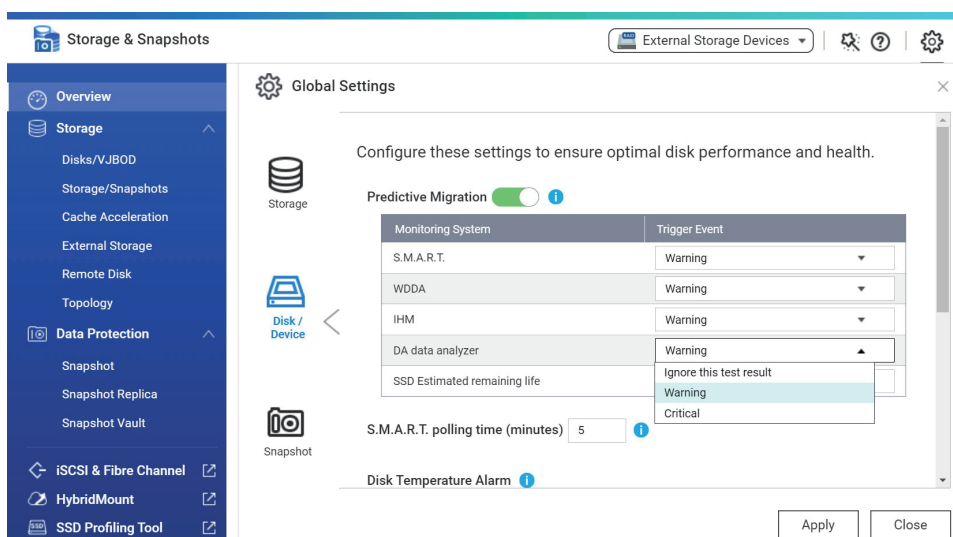 Storage & Snapshots
External Storage Devices
Overview
Storage
Disks/VJBOD
Storage/Snapshots
Cache Acceleration
External Storage
Remote Disk
Topology
Data Protection
Snapshot
Snapshot Replica
Snapshot Vault
iSCSI & Fibre Channel
HybridMount
SSD Profiling Tool
Global Settings
Storage
Disk /
Device
Snapshot
Configure these settings to ensure optimal disk performance and health.
Predictive Migration
Monitoring System Trigger Event
S.M.A.R.T. Warning
WDDA Warning
IHM Warning
DA data analyzer Warning
Ignore this test result
SSD Estimated remaining life
Warning
Critical
S.M.A.R.T. polling time (minutes) 5
Disk Temperature Alarm
Apply Close